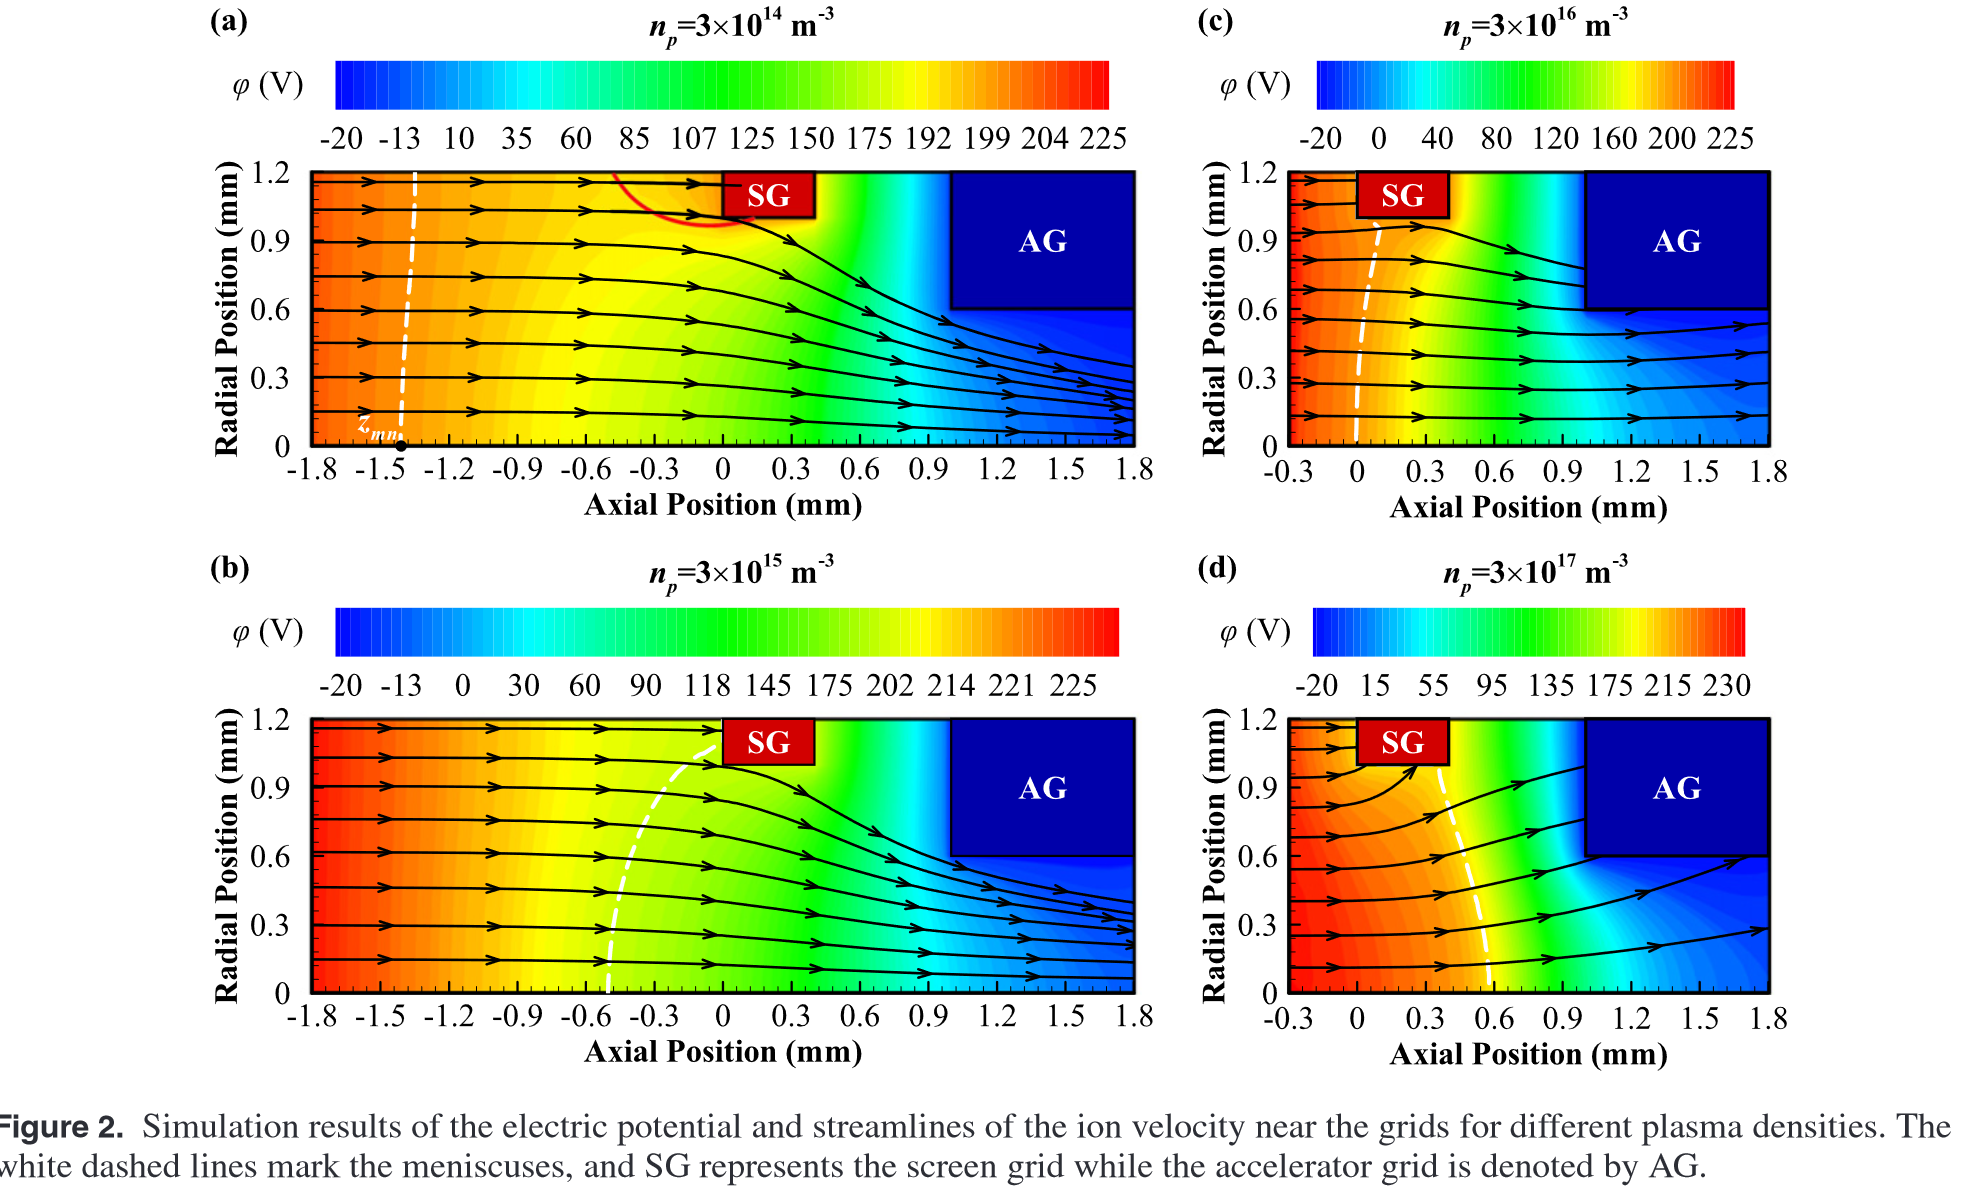 (a)
n_p=3×10^14 m^-3
φ (V)
-20 -13 10 35 60 85 107 125 150 175 192 199 204 225
Radial Position (mm)
1.2
0.9
0.6
0.3
0
SG
AG
z_mn
-1.8 -1.5 -1.2 -0.9 -0.6 -0.3 0 0.3 0.6 0.9 1.2 1.5 1.8
Axial Position (mm)
(c)
n_p=3×10^16 m^-3
φ (V)
-20 0 40 80 120 160 200 225
Radial Position (mm)
1.2
0.9
0.6
0.3
0
SG
AG
-0.3 0 0.3 0.6 0.9 1.2 1.5 1.8
Axial Position (mm)
(b)
n_p=3×10^15 m^-3
φ (V)
-20 -13 0 30 60 90 118 145 175 202 214 221 225
Radial Position (mm)
1.2
0.9
0.6
0.3
0
SG
AG
-1.8 -1.5 -1.2 -0.9 -0.6 -0.3 0 0.3 0.6 0.9 1.2 1.5 1.8
Axial Position (mm)
(d)
n_p=3×10^17 m^-3
φ (V)
-20 15 55 95 135 175 215 230
Radial Position (mm)
1.2
0.9
0.6
0.3
0
SG
AG
-0.3 0 0.3 0.6 0.9 1.2 1.5 1.8
Axial Position (mm)
Figure 2. Simulation results of the electric potential and streamlines of the ion velocity near the grids for different plasma densities. The
white dashed lines mark the meniscuses, and SG represents the screen grid while the accelerator grid is denoted by AG.